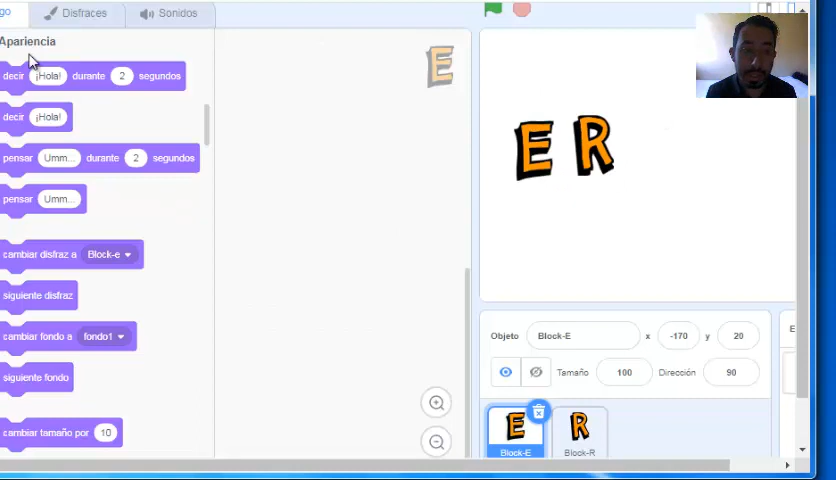 go Disfraces Sonidos
Apariencia
decir ¡Hola! durante 2 segundos
decir ¡Hola!
pensar Umm... durante 2 segundos
pensar Umm...
cambiar disfraz a Block-e
siguiente disfraz
cambiar fondo a fondo1
siguiente fondo
cambiar tamaño por 10
E
E R
Objeto Block-E x -170 y 20
Tamaño 100 Dirección 90
E R
Block-E Block-R
E